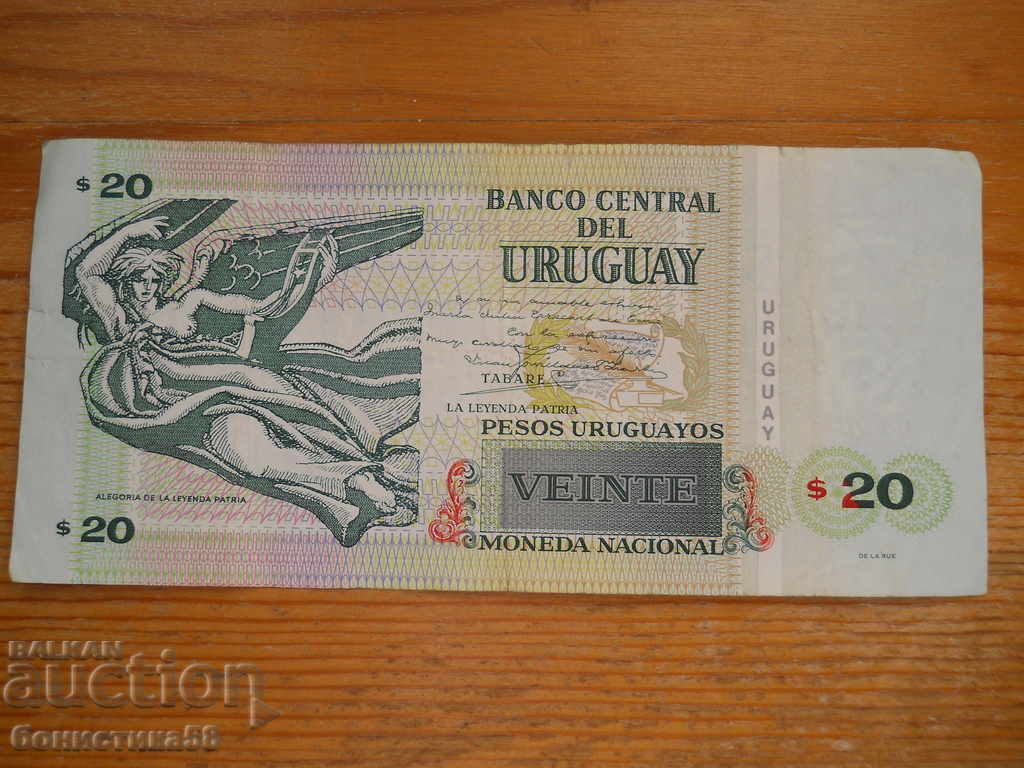 $ 20
BANCO CENTRAL
DEL
URUGUAY
TABARE
LA LEYENDA PATRIA
PESOS URUGUAYOS
VEINTE
MONEDA NACIONAL
ALEGORIA DE LA LEYENDA PATRIA
$ 20
URUGUAY
$ 20
DE LA RUE
BALKAN
auction
бонистика58